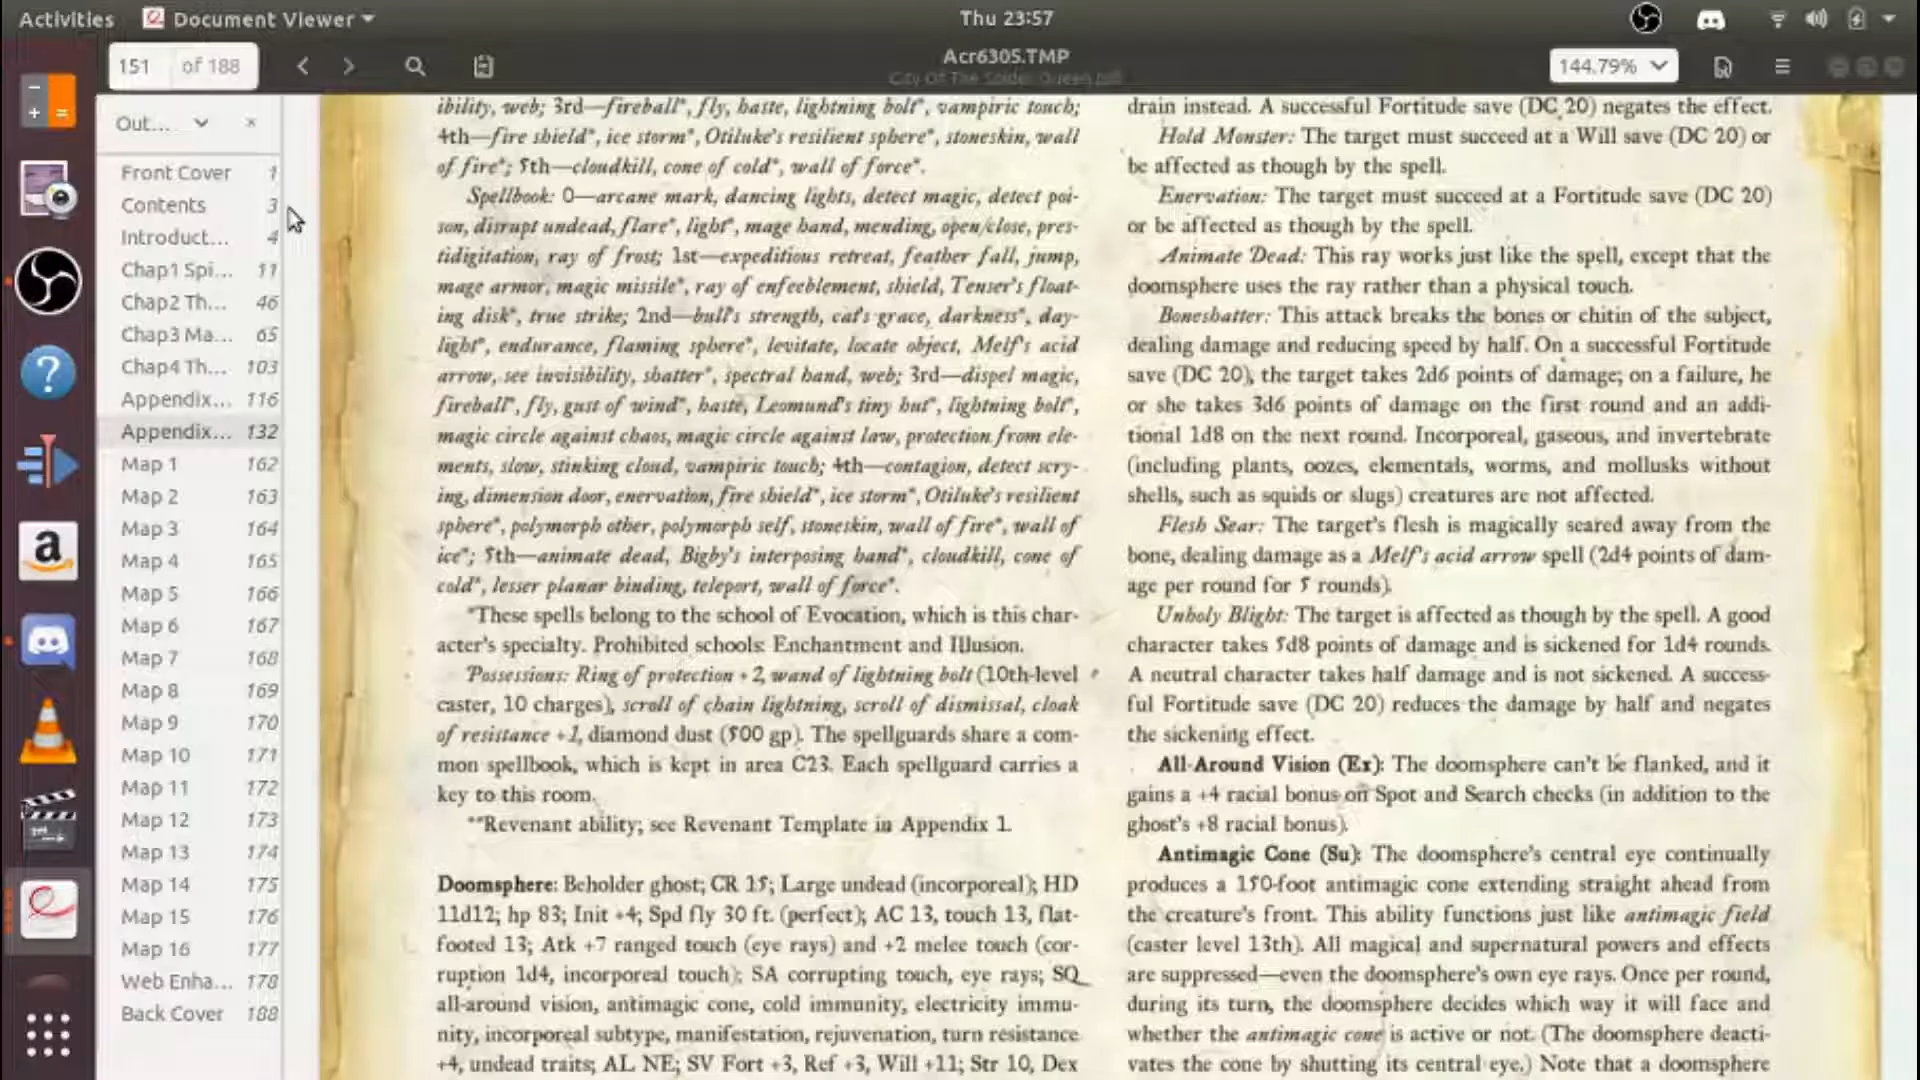 Activities
Document Viewer
Thu 23:57
151 of 188
Acr6305.TMP
City Of The Spider Queen.pdf
144.79%
Out...
Front Cover 1
Contents 3
Introduct... 4
Chap1 Spi... 11
Chap2 Th... 46
Chap3 Ma... 65
Chap4 Th... 103
Appendix... 116
Appendix... 132
Map 1 162
Map 2 163
Map 3 164
Map 4 165
Map 5 166
Map 6 167
Map 7 168
Map 8 169
Map 9 170
Map 10 171
Map 11 172
Map 12 173
Map 13 174
Map 14 175
Map 15 176
Map 16 177
Web Enha... 178
Back Cover 188
ibility, web; 3rd—fireball*, fly, haste, lightning bolt*, vampiric touch;
4th—fire shield*, ice storm*, Otiluke's resilient sphere*, stoneskin, wall
of fire*; 5th—cloudkill, cone of cold*, wall of force*.
Spellbook: 0—arcane mark, dancing lights, detect magic, detect poi-
son, disrupt undead, flare*, light*, mage hand, mending, open/close, pres-
tidigitation, ray of frost; 1st—expeditious retreat, feather fall, jump,
mage armor, magic missile*, ray of enfeeblement, shield, Tenser's float-
ing disk*, true strike; 2nd—bull's strength, cat's grace, darkness*, day-
light*, endurance, flaming sphere*, levitate, locate object, Melf's acid
arrow, see invisibility, shatter*, spectral hand, web; 3rd—dispel magic,
fireball*, fly, gust of wind*, haste, Leomund's tiny hut*, lightning bolt*,
magic circle against chaos, magic circle against law, protection from ele-
ments, slow, stinking cloud, vampiric touch; 4th—contagion, detect scry-
ing, dimension door, enervation, fire shield*, ice storm*, Otiluke's resilient
sphere*, polymorph other, polymorph self, stoneskin, wall of fire*, wall of
ice*; 5th—animate dead, Bigby's interposing hand*, cloudkill, cone of
cold*, lesser planar binding, teleport, wall of force*.
*These spells belong to the school of Evocation, which is this char-
acter's specialty. Prohibited schools: Enchantment and Illusion.
Possessions: Ring of protection +2, wand of lightning bolt (10th-level
caster, 10 charges), scroll of chain lightning, scroll of dismissal, cloak
of resistance +1, diamond dust (500 gp). The spellguards share a com-
mon spellbook, which is kept in area C23. Each spellguard carries a
key to this room.
**Revenant ability; see Revenant Template in Appendix 1.
Doomsphere: Beholder ghost; CR 15; Large undead (incorporeal); HD
11d12; hp 83; Init +4; Spd fly 30 ft. (perfect); AC 13, touch 13, flat-
footed 13; Atk +7 ranged touch (eye rays) and +2 melee touch (cor-
ruption 1d4, incorporeal touch); SA corrupting touch, eye rays; SQ
all-around vision, antimagic cone, cold immunity, electricity immu-
nity, incorporeal subtype, manifestation, rejuvenation, turn resistance
+4, undead traits; AL NE; SV Fort +3, Ref +3, Will +11; Str 10, Dex
drain instead. A successful Fortitude save (DC 20) negates the effect.
Hold Monster: The target must succeed at a Will save (DC 20) or
be affected as though by the spell.
Enervation: The target must succeed at a Fortitude save (DC 20)
or be affected as though by the spell.
Animate Dead: This ray works just like the spell, except that the
doomsphere uses the ray rather than a physical touch.
Boneshatter: This attack breaks the bones or chitin of the subject,
dealing damage and reducing speed by half. On a successful Fortitude
save (DC 20), the target takes 2d6 points of damage; on a failure, he
or she takes 3d6 points of damage on the first round and an addi-
tional 1d8 on the next round. Incorporeal, gaseous, and invertebrate
(including plants, oozes, elementals, worms, and mollusks without
shells, such as squids or slugs) creatures are not affected.
Flesh Sear: The target's flesh is magically seared away from the
bone, dealing damage as a Melf's acid arrow spell (2d4 points of dam-
age per round for 5 rounds).
Unholy Blight: The target is affected as though by the spell. A good
character takes 5d8 points of damage and is sickened for 1d4 rounds.
A neutral character takes half damage and is not sickened. A success-
ful Fortitude save (DC 20) reduces the damage by half and negates
the sickening effect.
All-Around Vision (Ex): The doomsphere can't be flanked, and it
gains a +4 racial bonus on Spot and Search checks (in addition to the
ghost's +8 racial bonus).
Antimagic Cone (Su): The doomsphere's central eye continually
produces a 150-foot antimagic cone extending straight ahead from
the creature's front. This ability functions just like antimagic field
(caster level 13th). All magical and supernatural powers and effects
are suppressed—even the doomsphere's own eye rays. Once per round,
during its turn, the doomsphere decides which way it will face and
whether the antimagic cone is active or not. (The doomsphere deacti-
vates the cone by shutting its central eye.) Note that a doomsphere